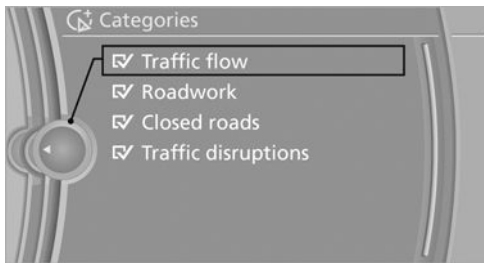 Categories
Traffic flow
Roadwork
Closed roads
Traffic disruptions